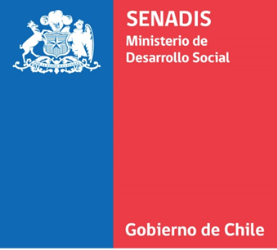 SENADIS
Ministerio de
Desarrollo Social
Gobierno de Chile